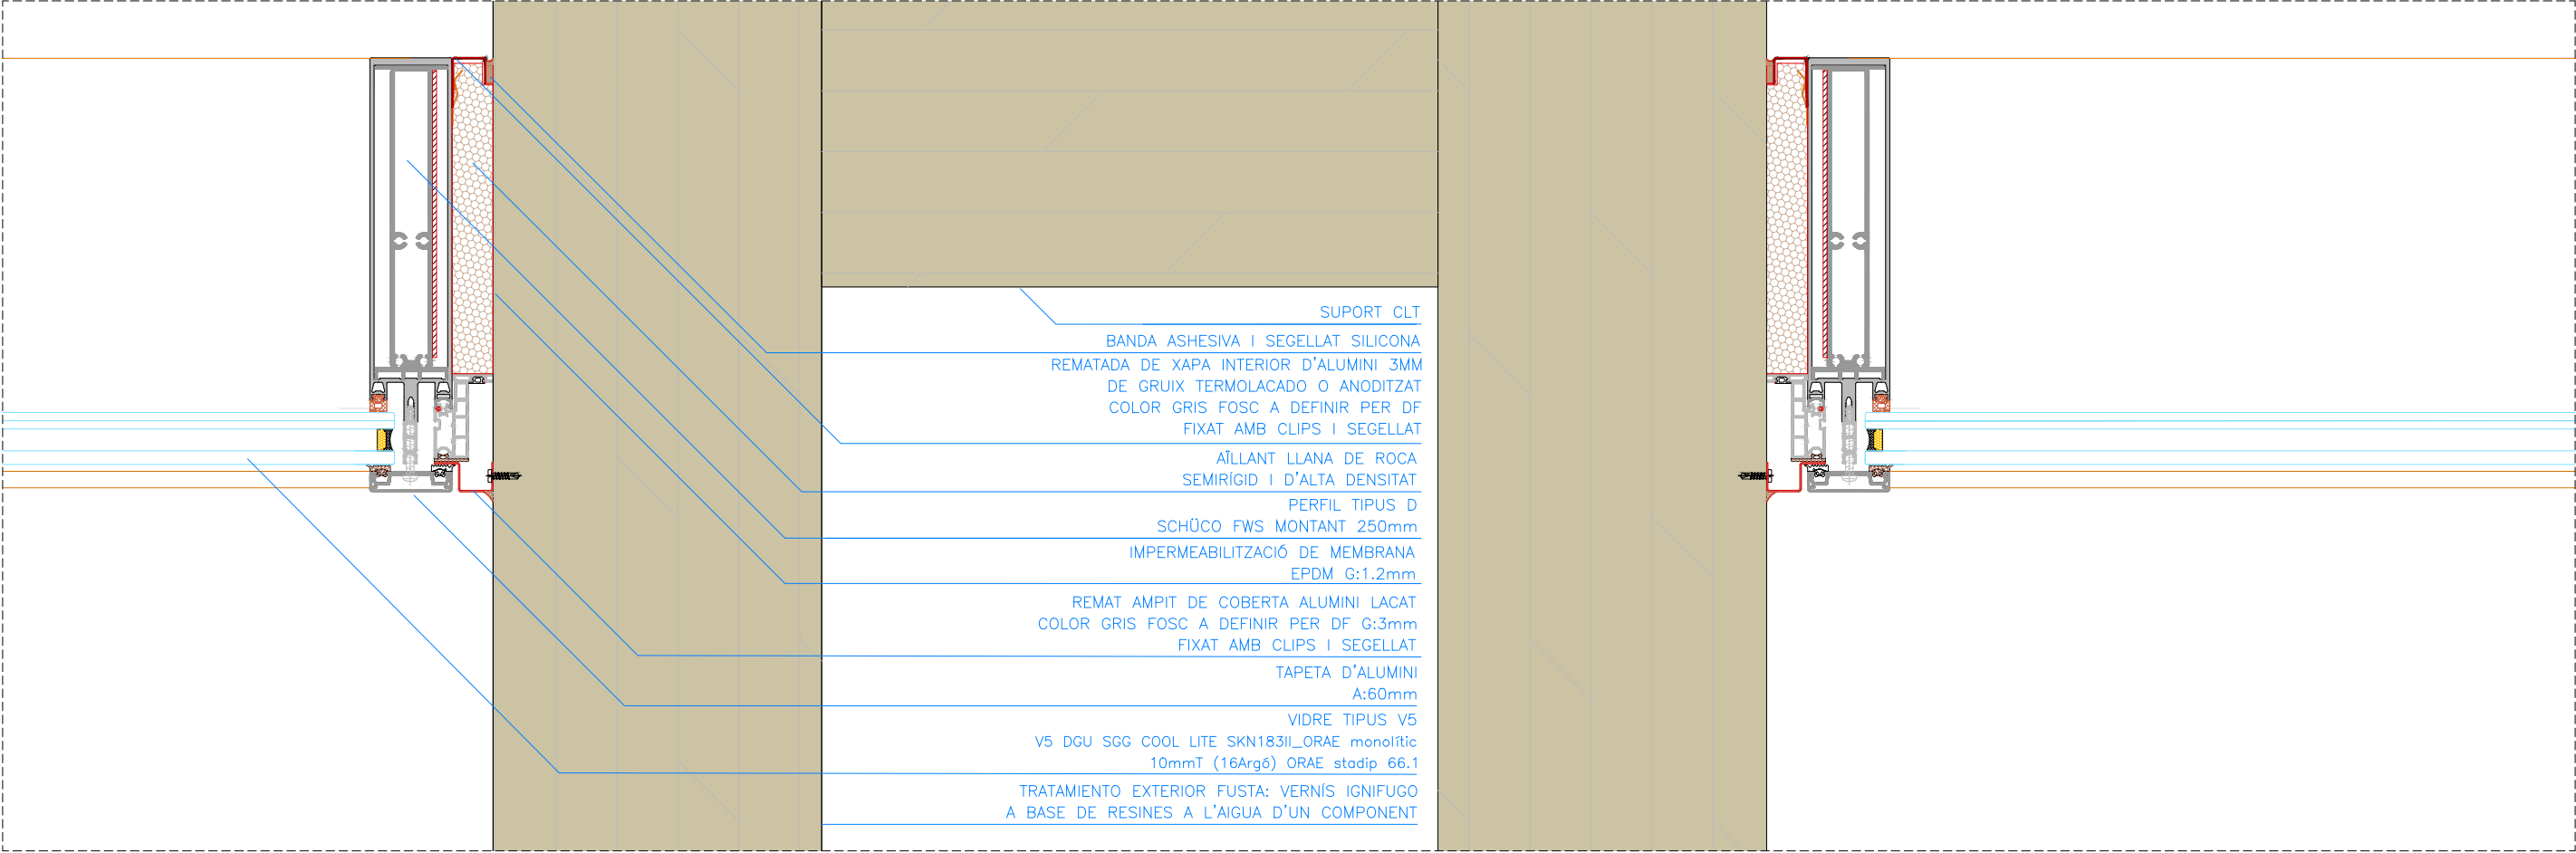 SUPORT CLT
BANDA ASHESIVA I SEGELLAT SILICONA
REMATADA DE XAPA INTERIOR D'ALUMINI 3MM
DE GRUIX TERMOLACADO O ANODITZAT
COLOR GRIS FOSC A DEFINIR PER DF
FIXAT AMB CLIPS I SEGELLAT
AÏLLANT LLANA DE ROCA
SEMIRÍGID I D'ALTA DENSITAT
PERFIL TIPUS D
SCHÜCO FWS MONTANT 250mm
IMPERMEABILITZACIÓ DE MEMBRANA
EPDM G:1.2mm
REMAT AMPIT DE COBERTA ALUMINI LACAT
COLOR GRIS FOSC A DEFINIR PER DF G:3mm
FIXAT AMB CLIPS I SEGELLAT
TAPETA D'ALUMINI
A:60mm
VIDRE TIPUS V5
V5 DGU SGG COOL LITE SKN183II_ORAE monolític
10mmT (16Argó) ORAE stadip 66.1
TRATAMIENTO EXTERIOR FUSTA: VERNÍS IGNIFUGO
A BASE DE RESINES A L'AIGUA D'UN COMPONENT